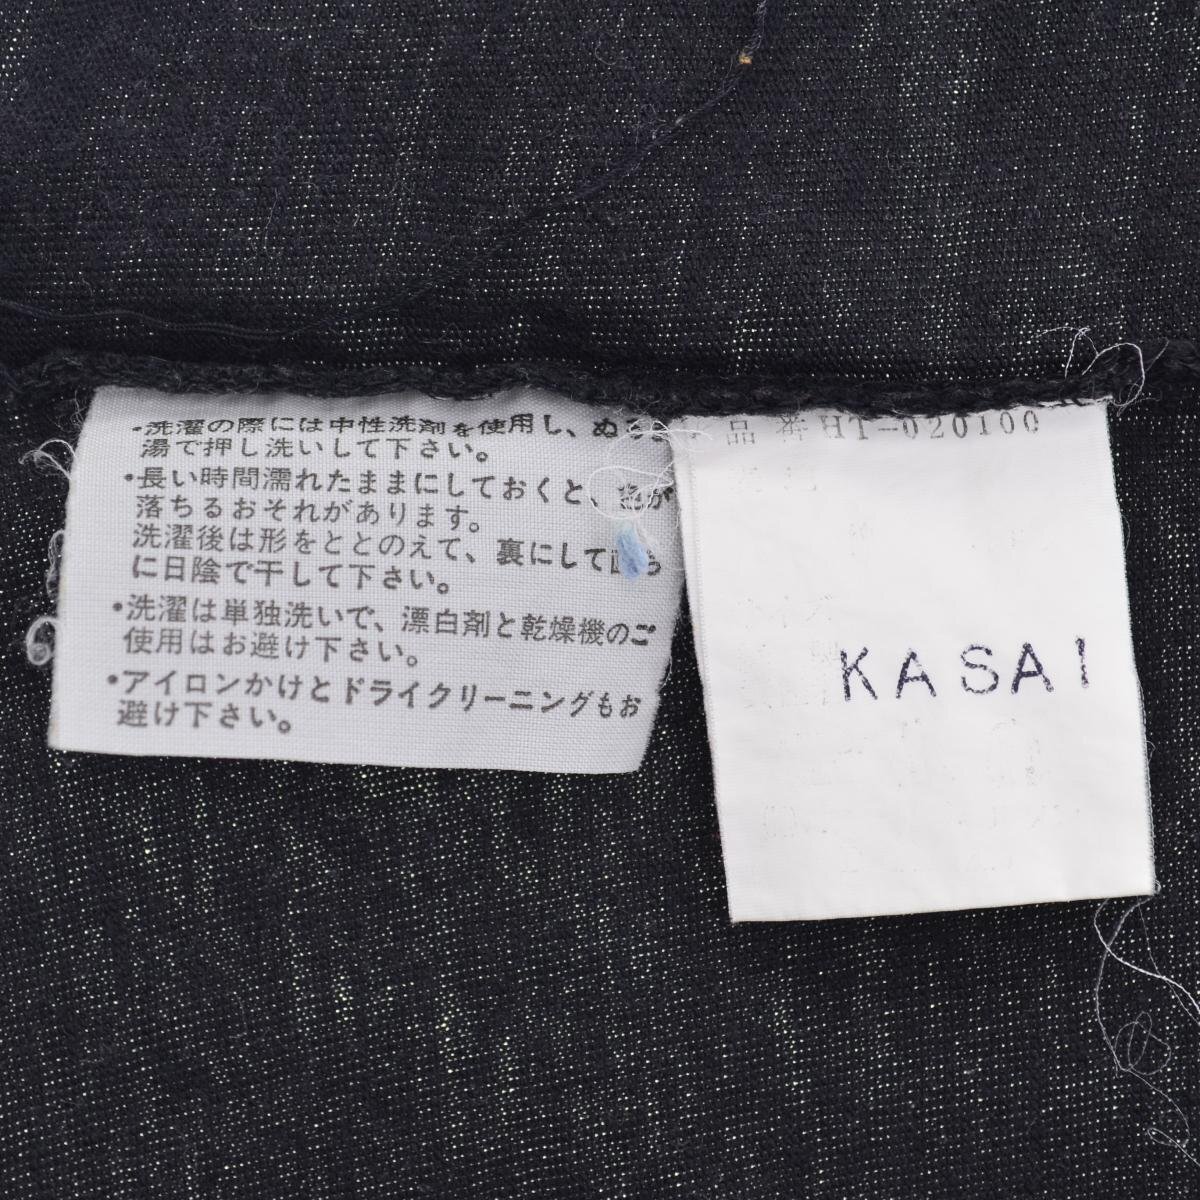 ・洗濯の際には中性洗剤を使用し、ぬるま
湯で押し洗いして下さい。
・長い時間濡れたままにしておくと、色が
落ちるおそれがあります。
洗濯後は形をととのえて、裏にして直ち
に日陰で干して下さい。
・洗濯は単独洗いで、漂白剤と乾燥機のご
使用はお避け下さい。
・アイロンかけとドライクリーニングもお
避け下さい。
品番HT-020100
KASAI